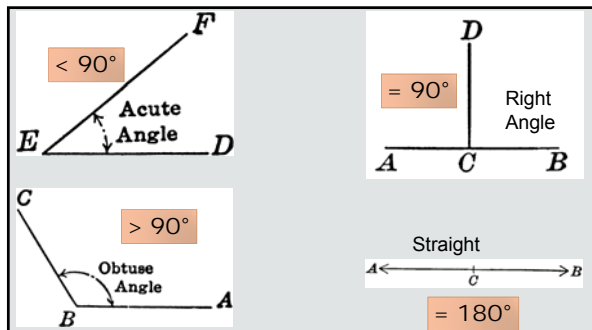 F
< 90°
Acute
Angle
E
D
D
= 90°
Right
Angle
A
C
B
C
> 90°
Obtuse
Angle
B
A
Straight
A
C
B
= 180°